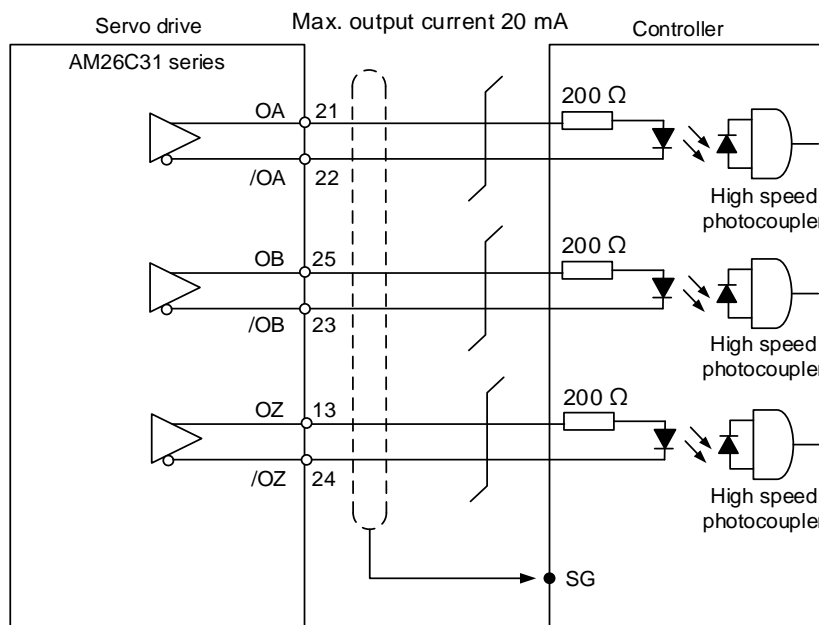 Servo drive
Max. output current 20 mA
Controller
AM26C31 series
OA
21
200 Ω
/OA
22
High speed
photocoupler
OB
25
200 Ω
/OB
23
High speed
photocoupler
OZ
13
200 Ω
/OZ
24
High speed
photocoupler
SG